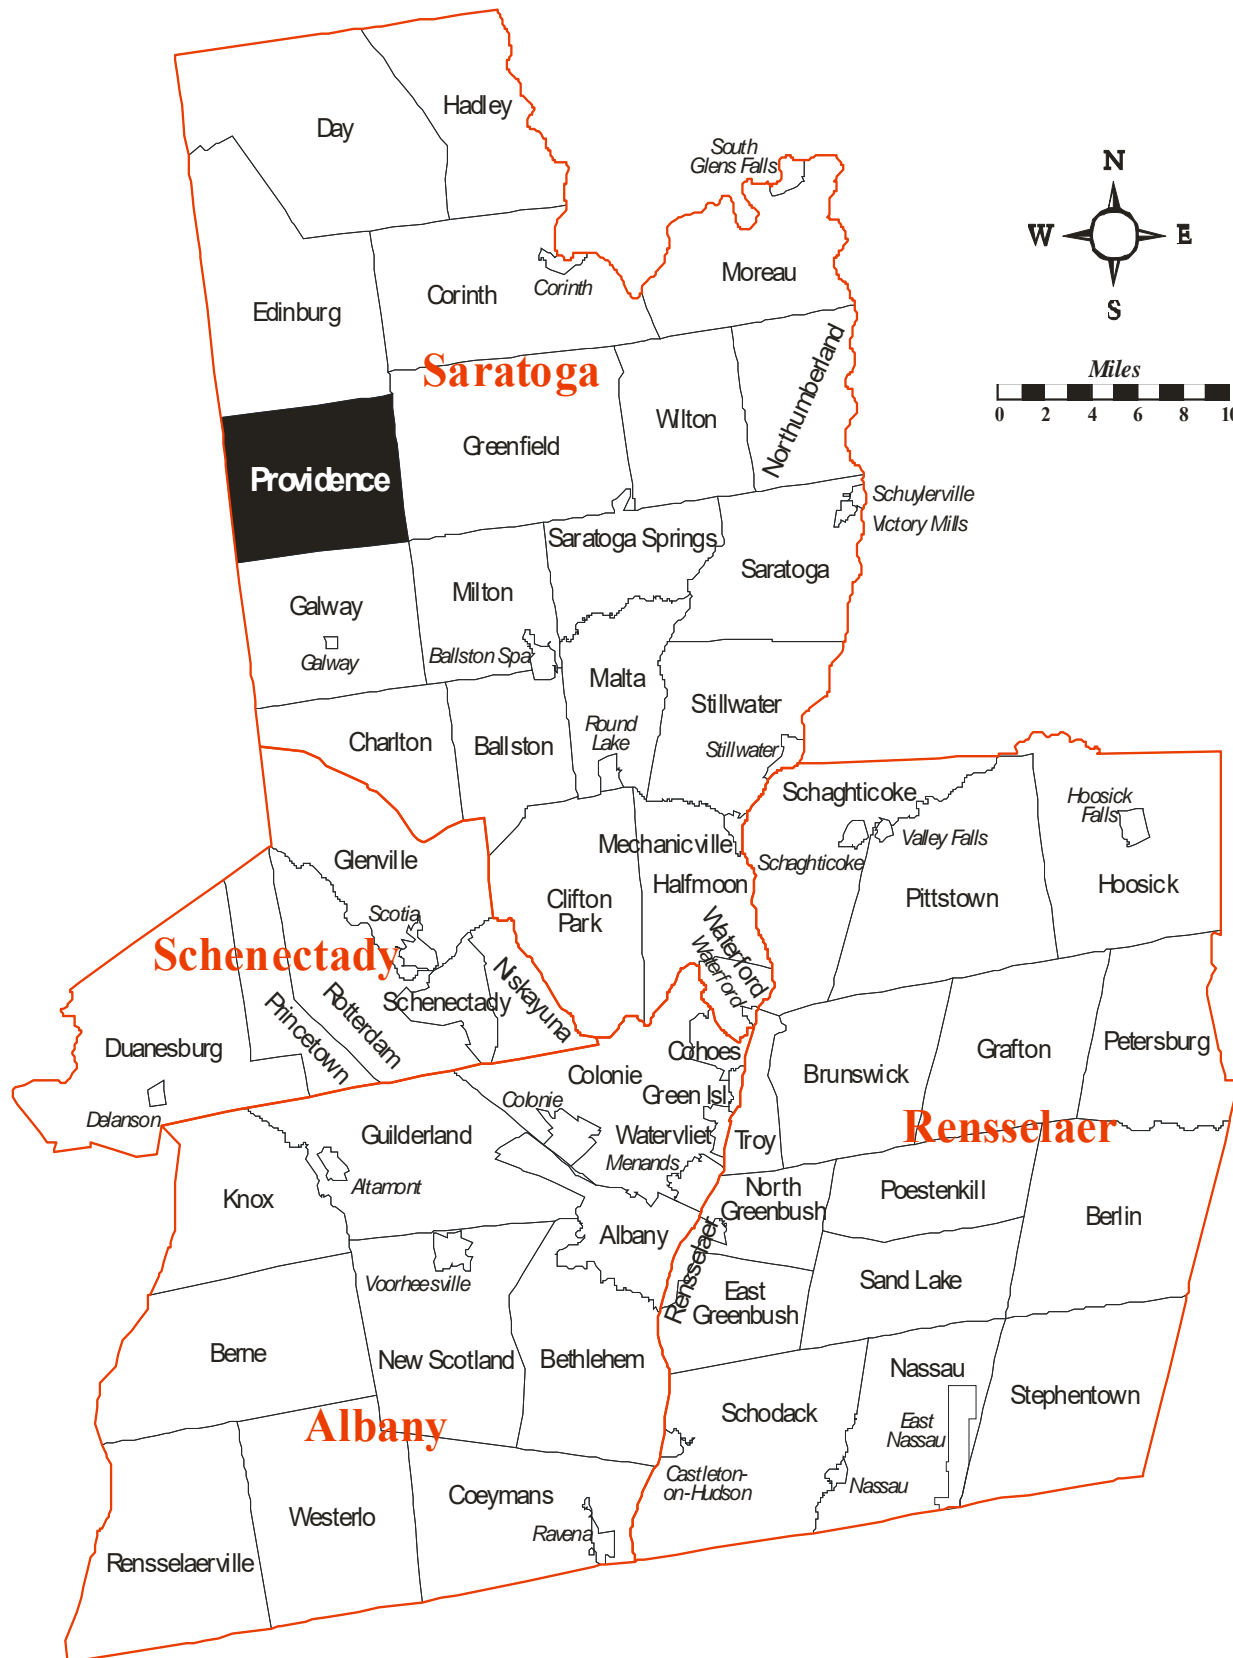 Hadley
Day
South
Glens Falls
N
W
E
S
Moreau
Corinth
Corinth
Edinburg
Miles
0 2 4 6 8 10
Saratoga
Northumberland
Wilton
Greenfield
Providence
Schuylerville
Victory Mills
Saratoga Springs
Saratoga
Milton
Galway
Galway
Ballston Spa
Malta
Stillwater
Round
Lake
Charlton
Ballston
Stillwater
Schaghticoke
Hoosick
Falls
Valley Falls
Schaghticoke
Mechanicville
Glenville
Halfmoon
Hoosick
Clifton
Park
Pittstown
Scotia
Waterford
Waterford
Schenectady
Niskayuna
Schenectady
Rotterdam
Princetown
Duanesburg
Cohoes
Grafton
Petersburg
Colonie
Brunswick
Green Isl
Colonie
Delanson
Guilderland
Watervliet
Troy
Rensselaer
Menands
Altamont
Knox
North
Greenbush
Poestenkill
Berlin
Albany
Rensselaer
Voorheesville
Sand Lake
East
Greenbush
Berne
New Scotland
Bethlehem
Nassau
Stephentown
Schodack
Albany
East
Nassau
Castleton-
on-Hudson
Nassau
Coeymans
Westerlo
Ravena
Rensselaerville